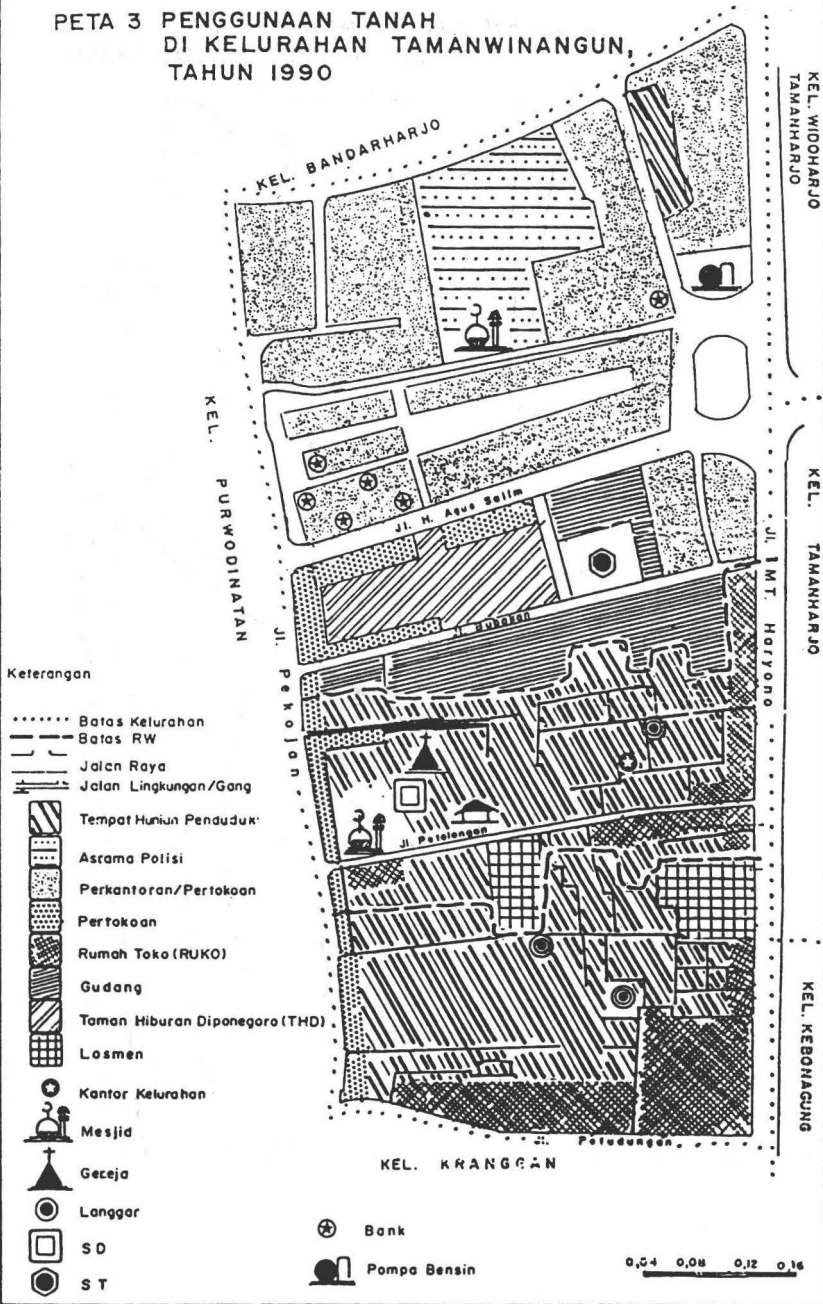 PETA 3 PENGGUNAAN TANAH
DI KELURAHAN TAMANWINANGUN,
TAHUN 1990
KEL. BANDARHARJO
KEL. WIDOHARJO
TAMANHARJO
KEL. PURWODINATAN
Jl. H. Agus Salim
KEL. TAMANHARJO
Jl. MT. Haryono
Jl. Bubakan
Jl. Pekojan
Jl. Petolongan
KEL. KEBONAGUNG
Jl. Petudungan
KEL. KRANGGAN
Keterangan
Batas Kelurahan
Batas RW
Jalan Raya
Jalan Lingkungan/Gang
Tempat Hunian Penduduk
Asrama Polisi
Perkantoran/Pertokoan
Pertokoan
Rumah Toko (RUKO)
Gudang
Taman Hiburan Diponegoro (THD)
Losmen
Kantor Kelurahan
Mesjid
Gereja
Langgar
SD
ST
Bank
Pompa Bensin
0,04 0,08 0,12 0,16